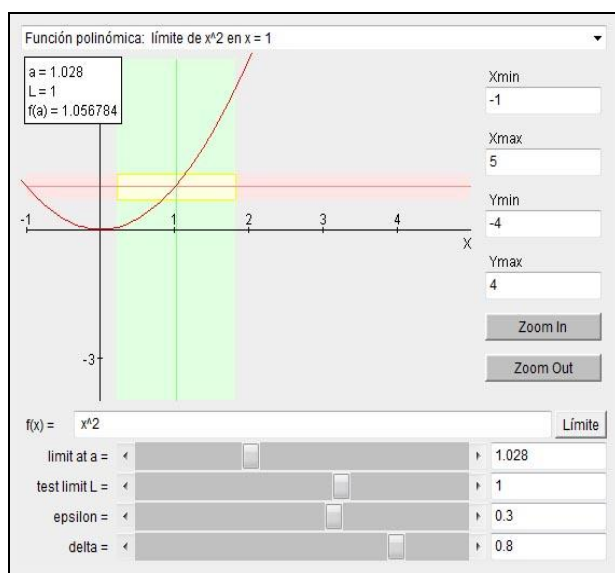 Función polinómica: límite de x^2 en x = 1
a = 1.028
L = 1
f(a) = 1.056784
-1
1
2
3
4
X
-3
Xmin
-1
Xmax
5
Ymin
-4
Ymax
4
Zoom In
Zoom Out
f(x) = x^2 Límite
limit at a = 1.028
test limit L = 1
epsilon = 0.3
delta = 0.8